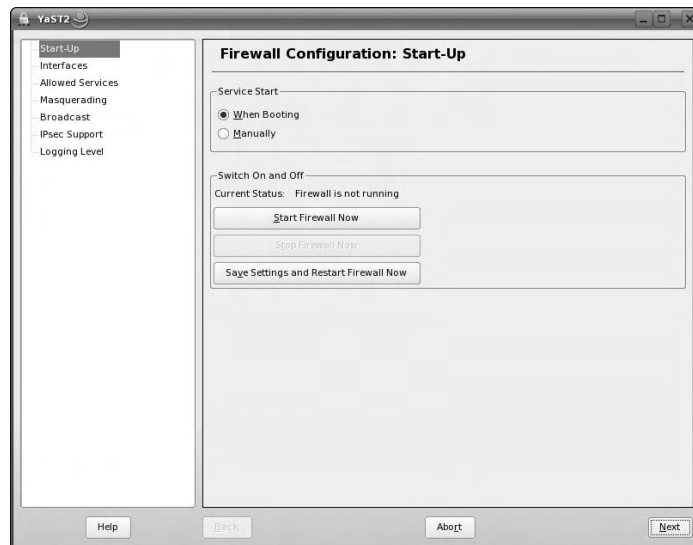 YaST2
Start-Up
Interfaces
Allowed Services
Masquerading
Broadcast
IPsec Support
Logging Level
Firewall Configuration: Start-Up
Service Start
When Booting
Manually
Switch On and Off
Current Status: Firewall is not running
Start Firewall Now
Stop Firewall Now
Save Settings and Restart Firewall Now
Help
Back
Abort
Next